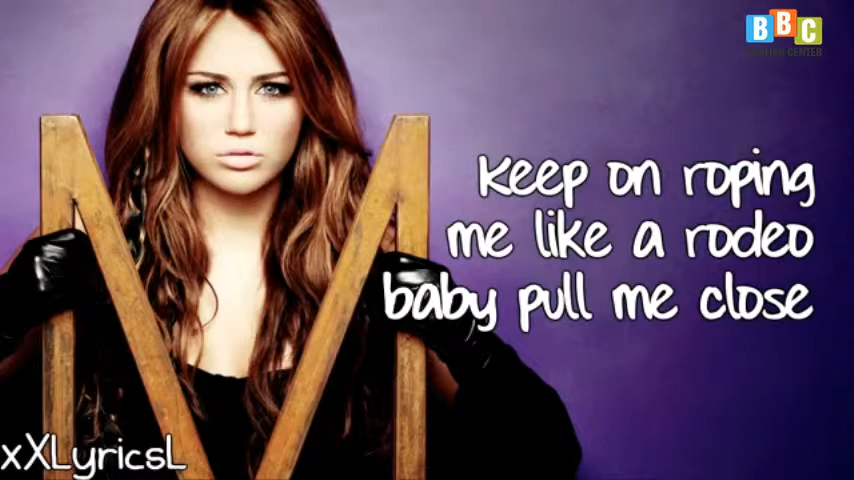 BBC
Keep on roping
me like a rodeo
baby pull me close
xXLyricsL